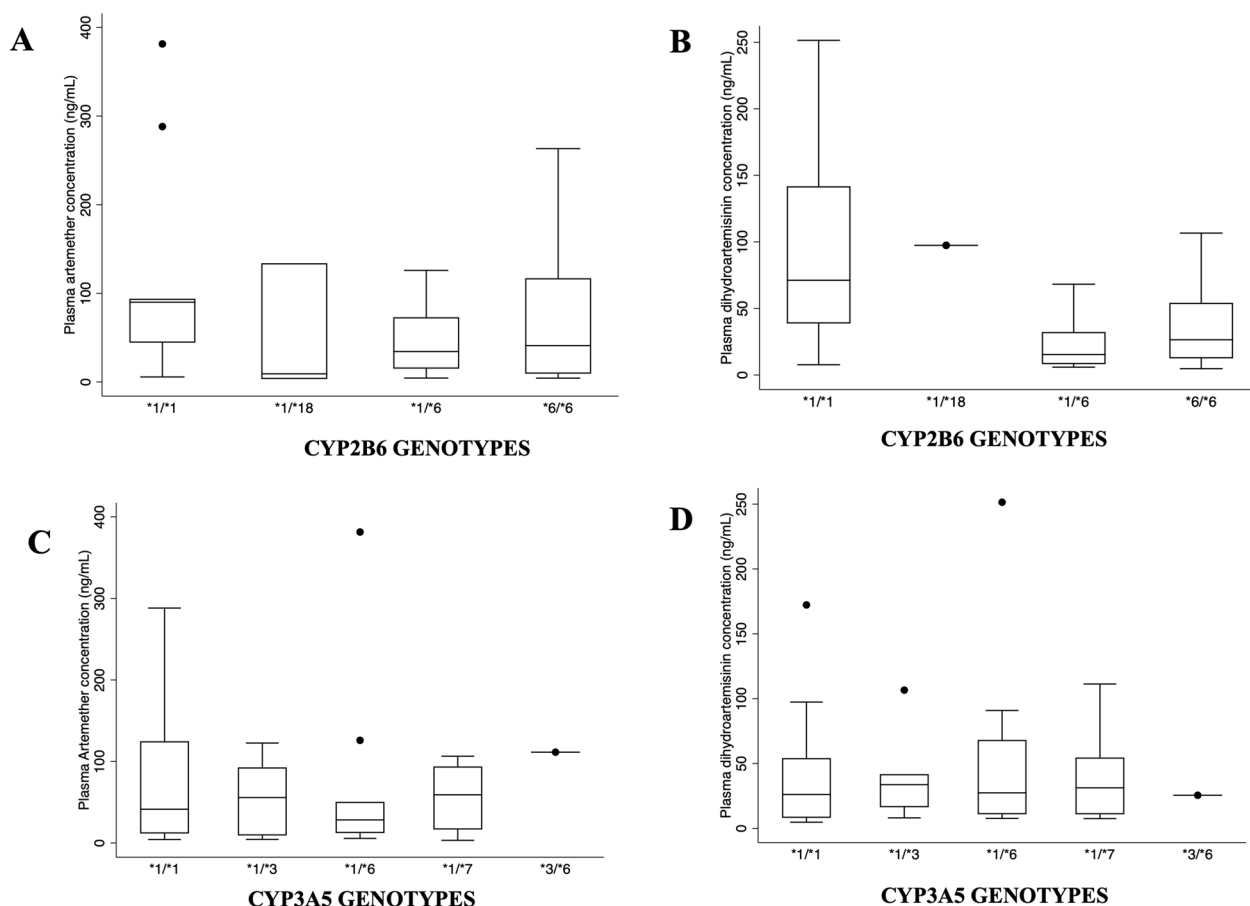 A
Plasma artemether concentration (ng/mL)
400
300
200
100
0
*1/*1 *1/*18 *1/*6 *6/*6
CYP2B6 GENOTYPES
B
Plasma dihydroartemisinin concentration (ng/mL)
250
200
150
100
50
0
*1/*1 *1/*18 *1/*6 *6/*6
CYP2B6 GENOTYPES
C
Plasma Artemether concentration (ng/mL)
400
300
200
100
0
*1/*1 *1/*3 *1/*6 *1/*7 *3/*6
CYP3A5 GENOTYPES
D
Plasma dihydroartemisinin concentration (ng/mL)
250
200
150
100
50
0
*1/*1 *1/*3 *1/*6 *1/*7 *3/*6
CYP3A5 GENOTYPES